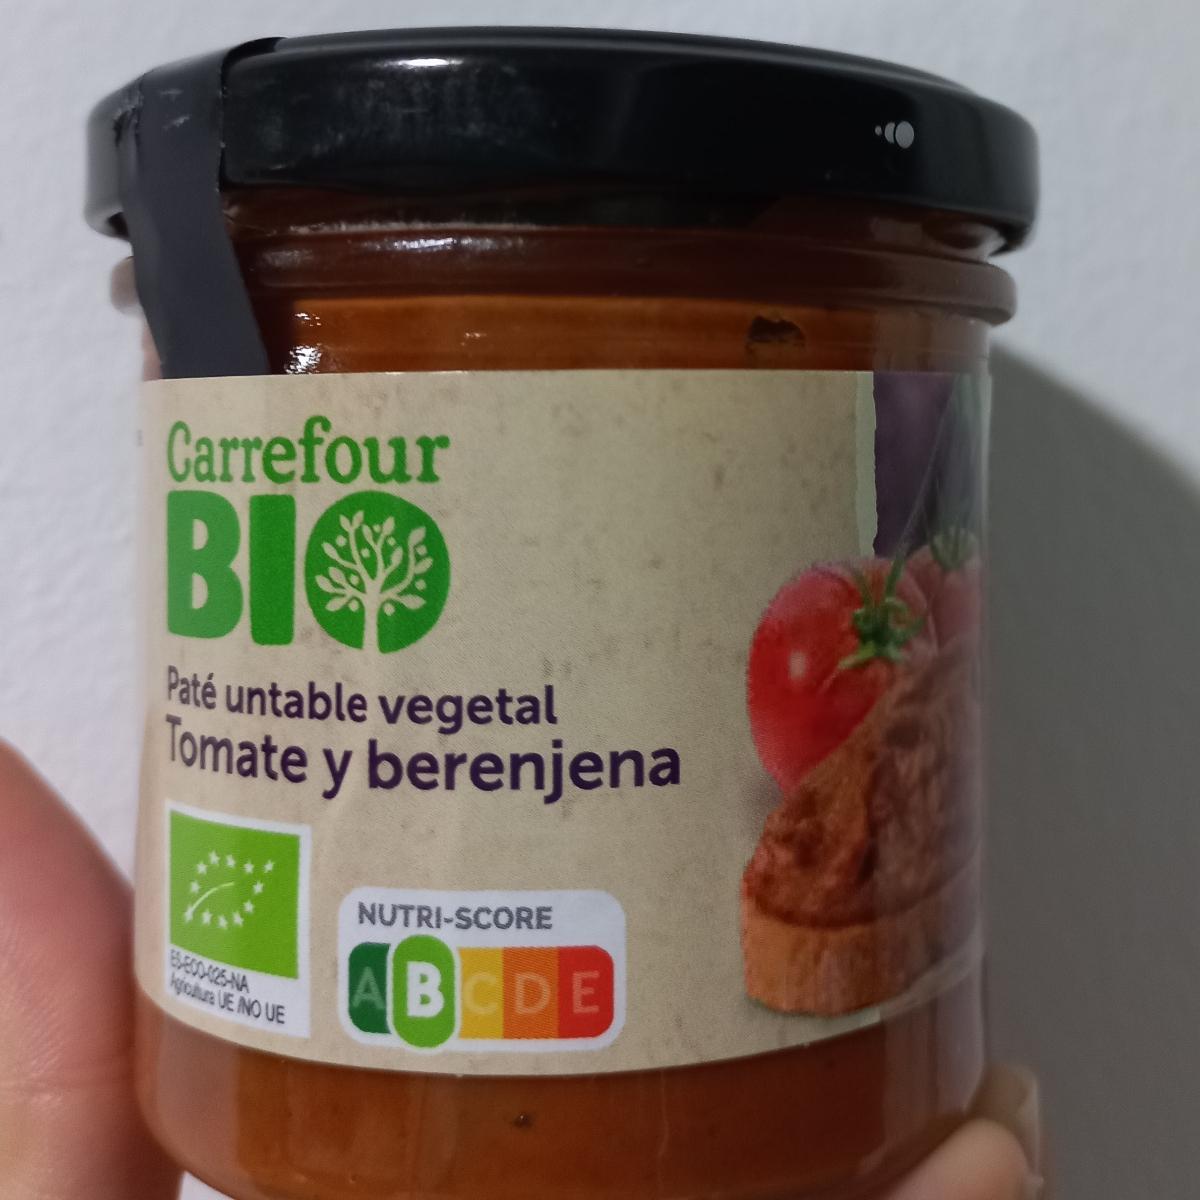 Carrefour
BIO
Paté untable vegetal
Tomate y berenjena
ES-ECO-025-NA
Agricultura UE /NO UE
NUTRI-SCORE
A B C D E